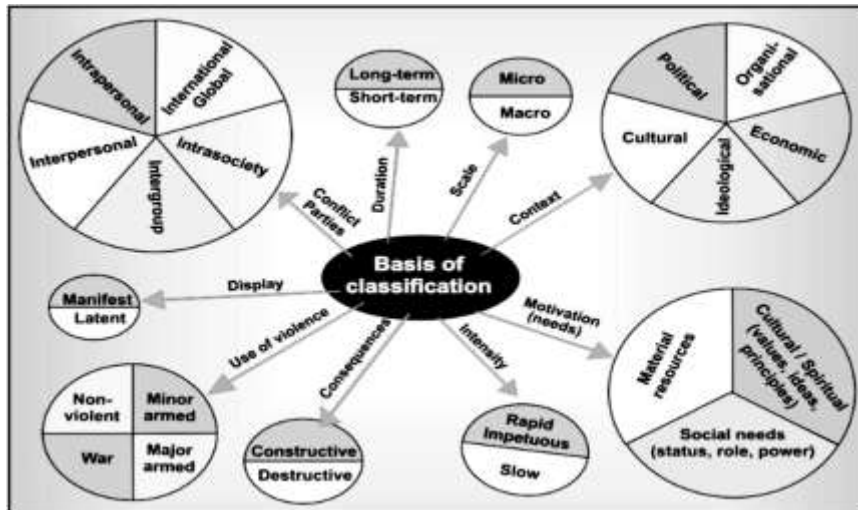 Intrapersonal
International
Global
Interpersonal
Intrasociety
Intergroup
Long-term
Short-term
Micro
Macro
Political
Organi-
sational
Cultural
Economic
Ideological
Conflict
Parties
Duration
Scale
Context
Basis of
classification
Display
Manifest
Latent
Use of violence
Consequences
Intensity
Motivation
(needs)
Non-
violent
Minor
armed
War
Major
armed
Constructive
Destructive
Rapid
Impetuous
Slow
Material
resources
Cultural / Spiritual
(values, ideas,
principles)
Social needs
(status, role, power)